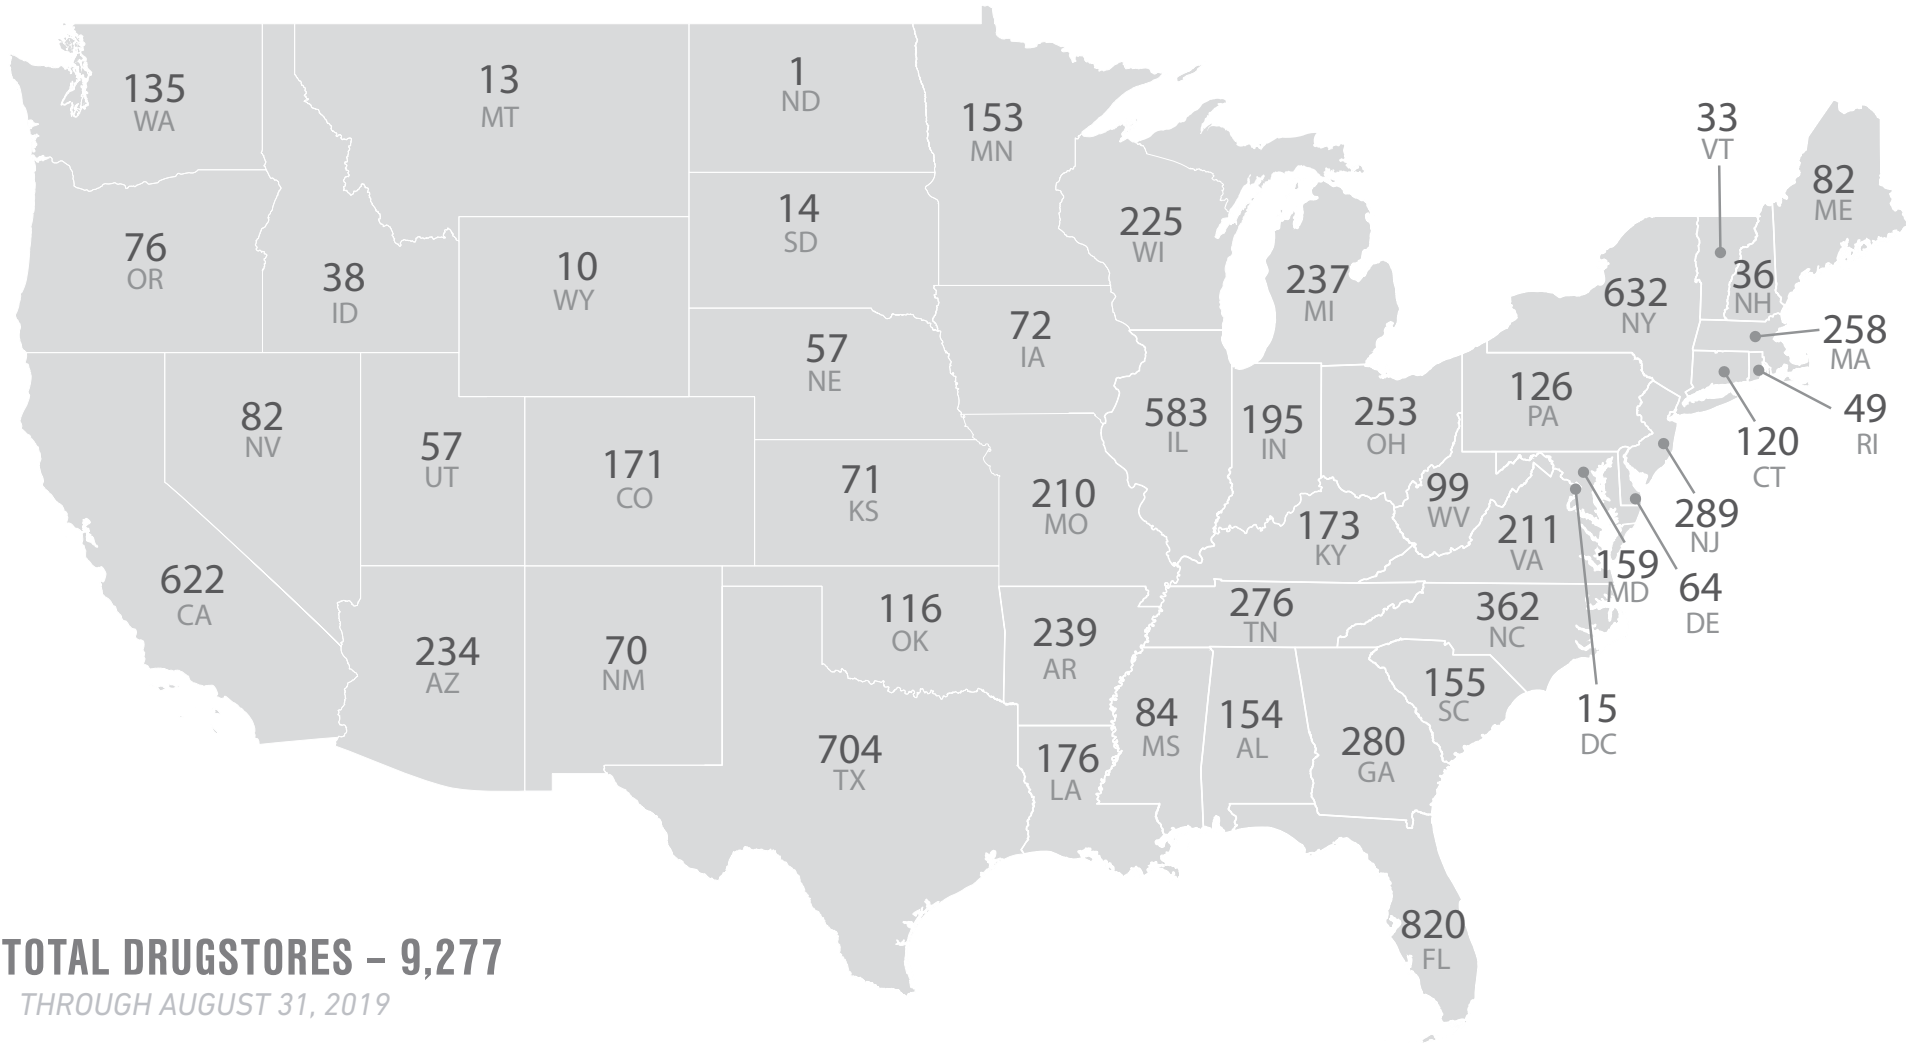 135
WA
13
MT
1
ND
153
MN
33
VT
82
ME
76
OR
38
ID
10
WY
14
SD
225
WI
237
MI
632
NY
36
NH
258
MA
72
IA
57
NE
126
PA
49
RI
82
NV
57
UT
171
CO
71
KS
210
MO
583
IL
195
IN
253
OH
120
CT
99
WV
289
NJ
173
KY
211
VA
159
MD
64
DE
622
CA
234
AZ
70
NM
116
OK
239
AR
276
TN
362
NC
155
SC
15
DC
704
TX
176
LA
84
MS
154
AL
280
GA
820
FL
TOTAL DRUGSTORES – 9,277
THROUGH AUGUST 31, 2019